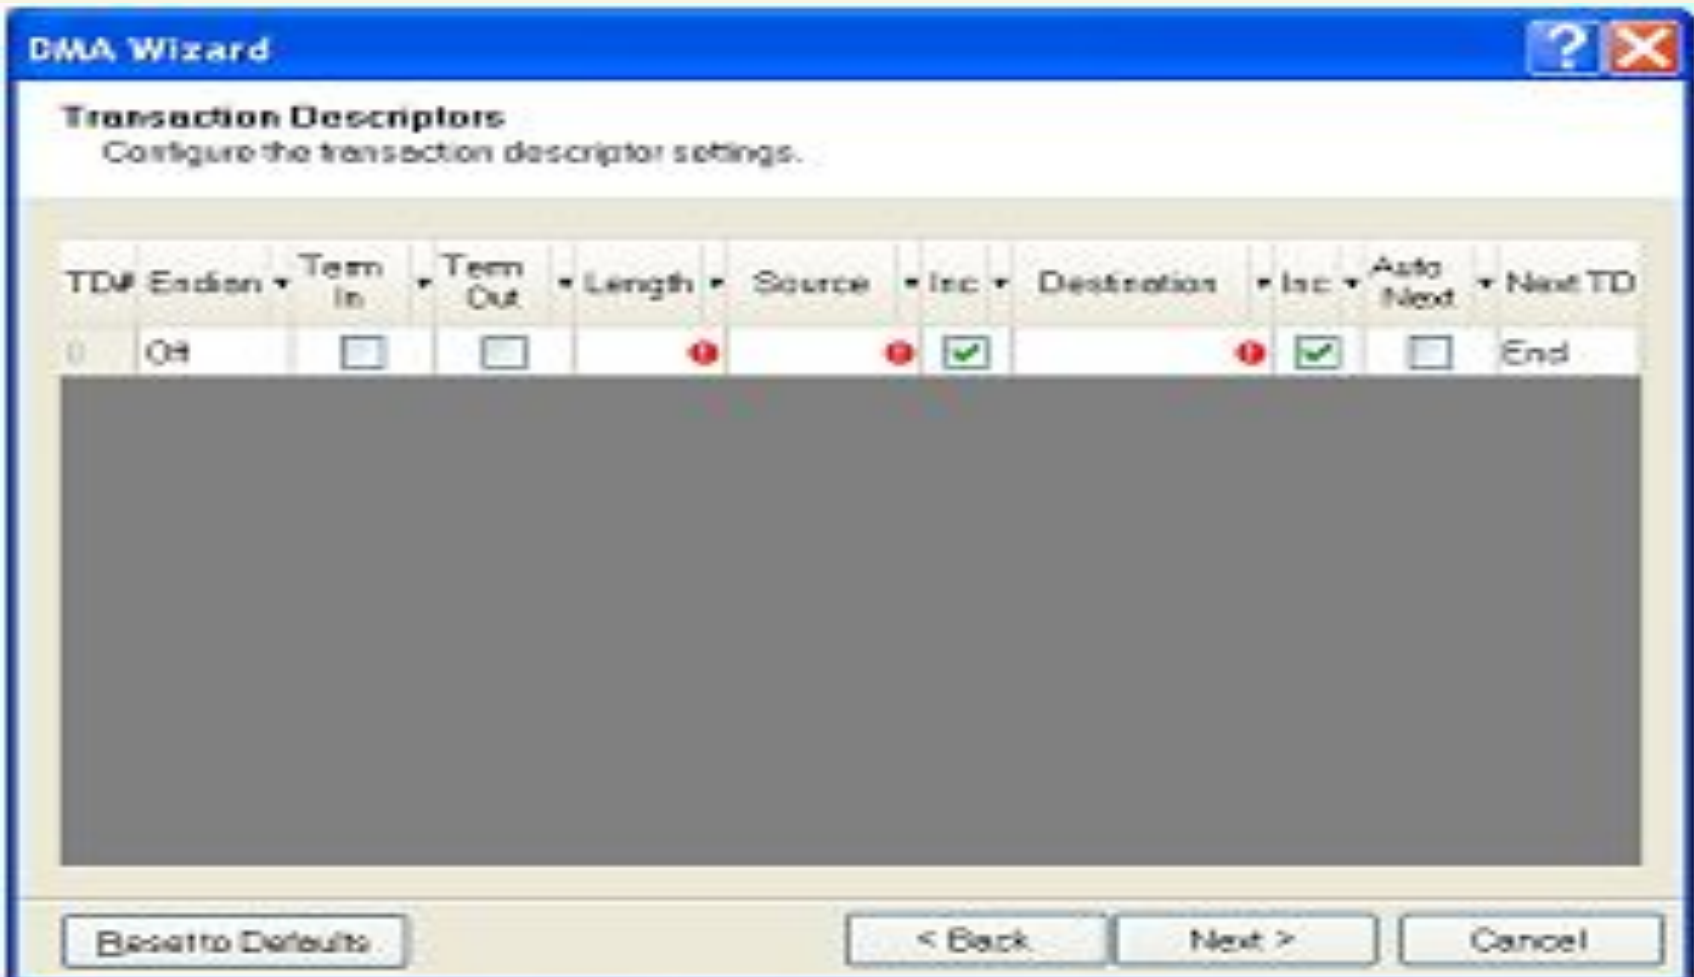 DMA Wizard
Transaction Descriptors
Configure the transaction descriptor settings.
TD# Endian Term In Term Out Length Source Inc Destination Inc Auto Next Next TD
0 Off End
Reset to Defaults < Back Next > Cancel